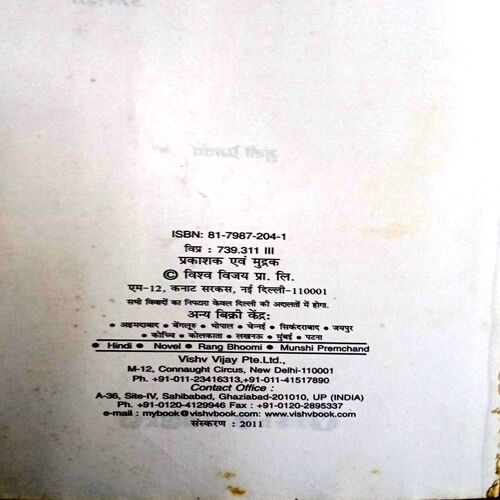 ISBN: 81-7987-204-1
विप्र : 739.311 III
प्रकाशक एवं मुद्रक
© विश्व विजय प्रा. लि.
एम-12, कनाट सरकस, नई दिल्ली-110001
सभी विवादों का निपटारा केवल दिल्ली की अदालतों में होगा.
अन्य बिक्री केंद्र:
• अहमदाबाद • बेंगलूरु • भोपाल • चेन्नई • सिकंदराबाद • जयपुर
• कोच्चि • कोलकाता • लखनऊ • मुंबई • पटना
• Hindi • Novel • Rang Bhoomi • Munshi Premchand
Vishv Vijay Pte.Ltd.,
M-12, Connaught Circus, New Delhi-110001
Ph. +91-011-23416313,+91-011-41517890
Contact Office :
A-36, Site-IV, Sahibabad, Ghaziabad-201010, UP (INDIA)
Ph +91-0120-4129946 Fax : +91-0120-2895337
e-mail : mybook@vishvbook.com-www.vishvbook.com
संस्करण : 2011